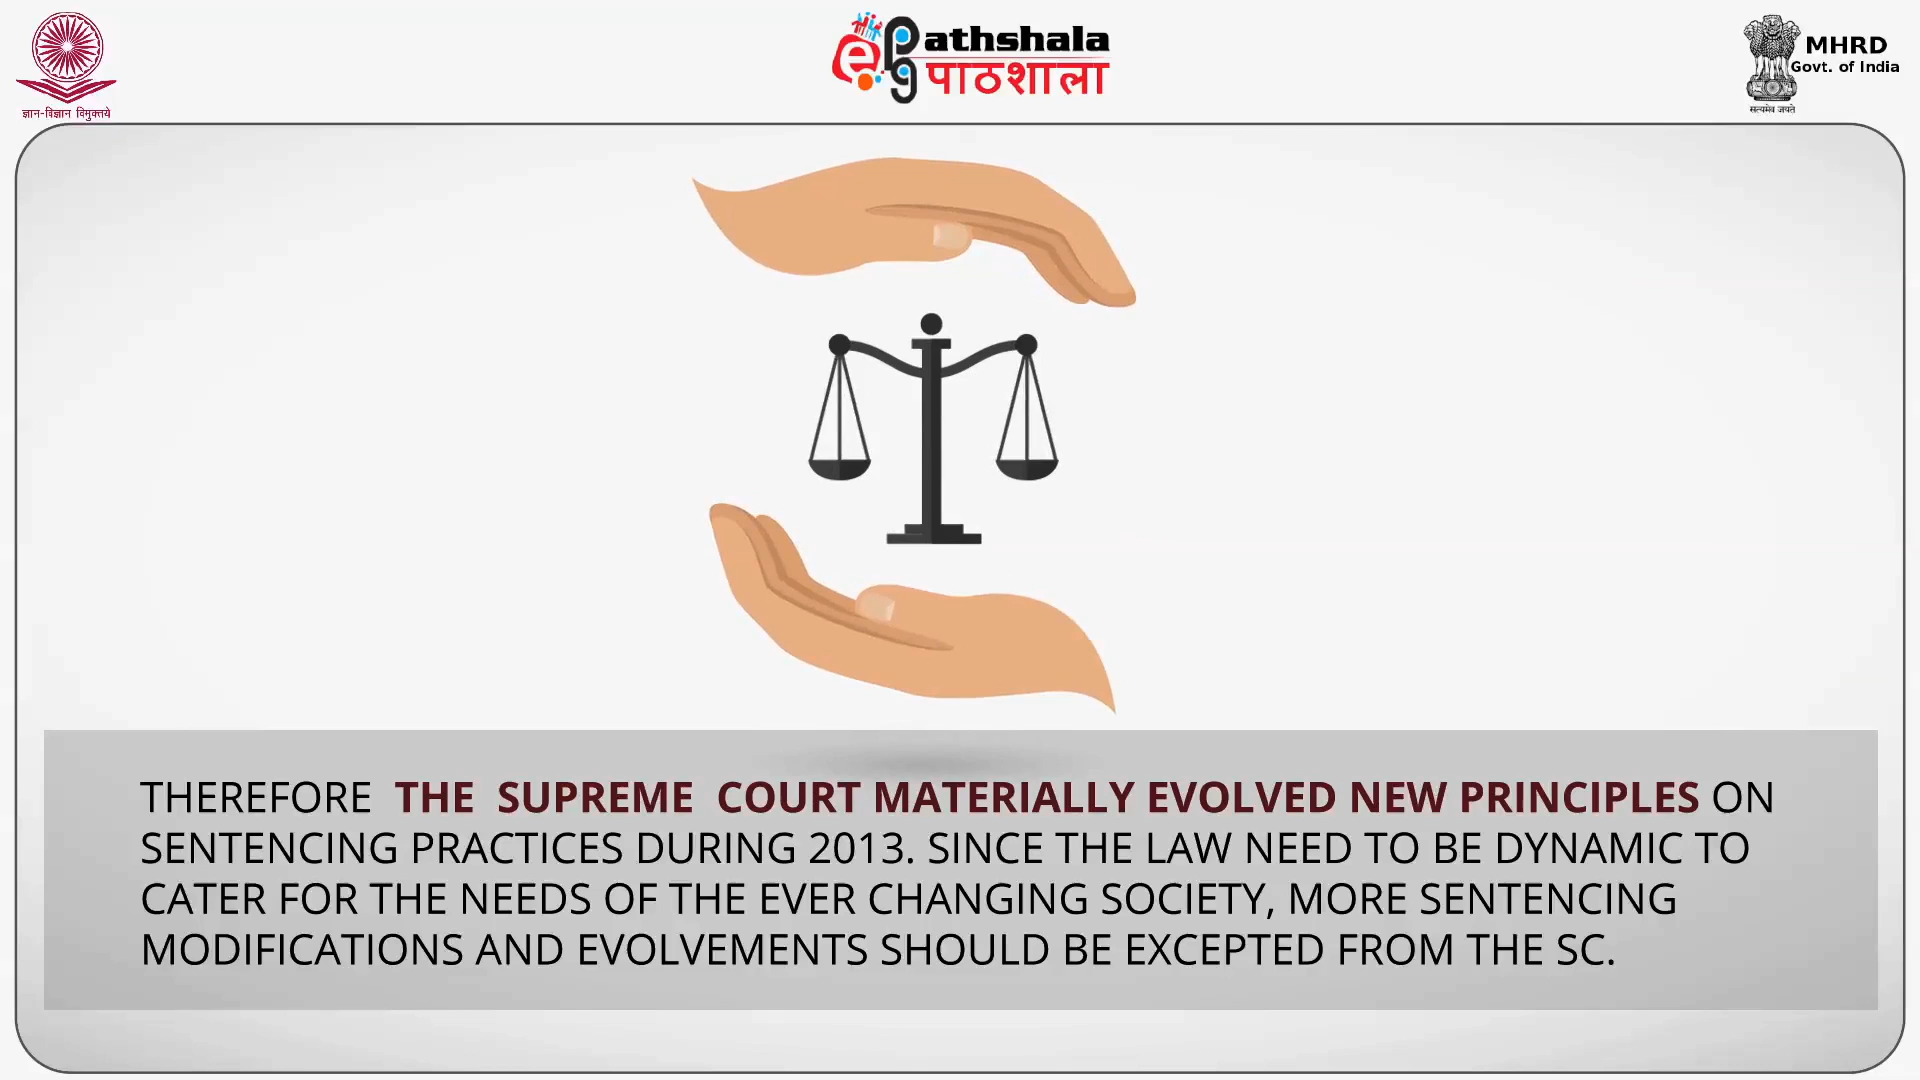 ज्ञान-विज्ञान विमुक्तये
e pg athshala
पाठशाला
MHRD
Govt. of India
सत्यमेव जयते
THEREFORE THE SUPREME COURT MATERIALLY EVOLVED NEW PRINCIPLES ON
SENTENCING PRACTICES DURING 2013. SINCE THE LAW NEED TO BE DYNAMIC TO
CATER FOR THE NEEDS OF THE EVER CHANGING SOCIETY, MORE SENTENCING
MODIFICATIONS AND EVOLVEMENTS SHOULD BE EXCEPTED FROM THE SC.